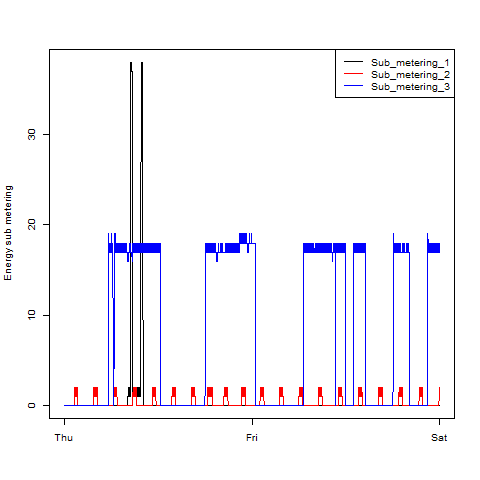 Sub_metering_1
Sub_metering_2
Sub_metering_3
30
20
10
0
Energy sub metering
Thu Fri Sat